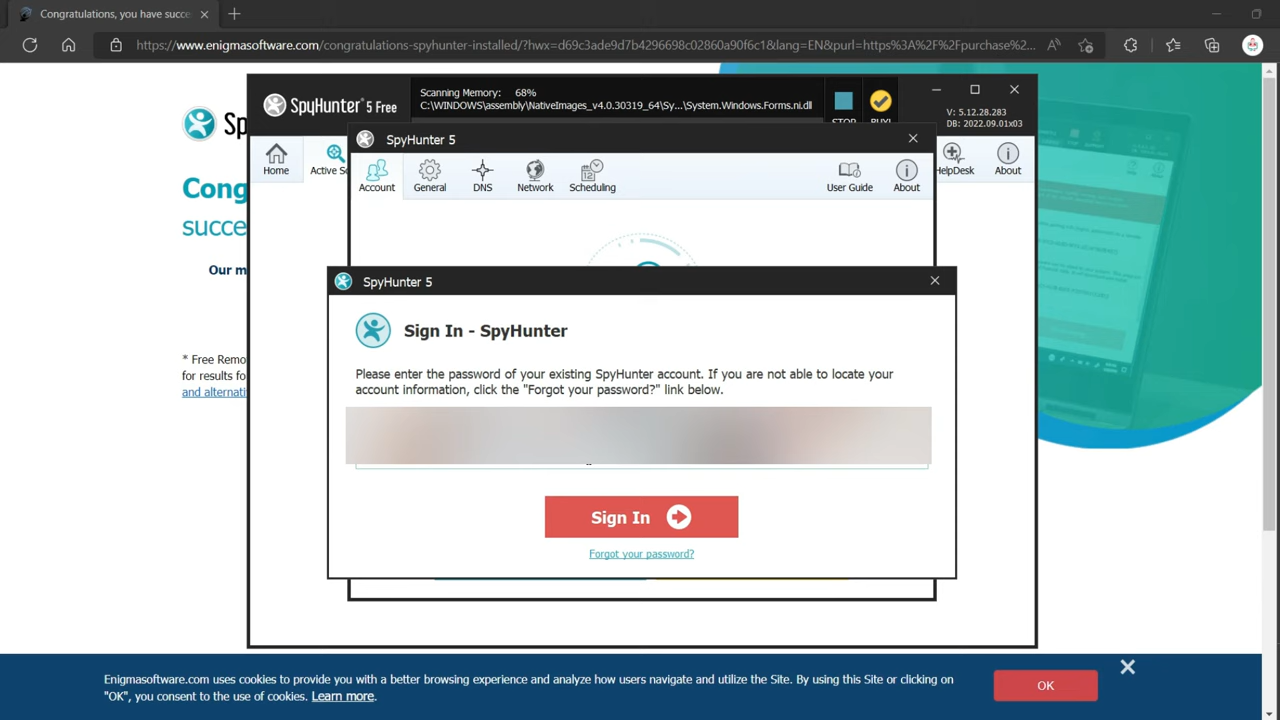 Congratulations, you have succe
https://www.enigmasoftware.com/congratulations-spyhunter-installed/?hwx=d69c3ade9d7b4296698c02860a90f6c1&lang=EN&purl=https%3A%2F%2Fpurchase%2...
Sp
Cong
succe
Our m
* Free Remo
for results fo
and alternati
SpyHunter® 5 Free
Scanning Memory: 68%
C:\WINDOWS\assembly\NativeImages_v4.0.30319_64\Sy...\System.Windows.Forms.ni.dll
STOP
BUY!
V: 5.12.28.283
DB: 2022.09.01x03
Home
Active Sc
HelpDesk
About
SpyHunter 5
Account
General
DNS
Network
12
Scheduling
User Guide
About
SpyHunter 5
Sign In - SpyHunter
Please enter the password of your existing SpyHunter account. If you are not able to locate your
account information, click the "Forgot your password?" link below.
Sign In
Forgot your password?
Enigmasoftware.com uses cookies to provide you with a better browsing experience and analyze how users navigate and utilize the Site. By using this Site or clicking on
"OK", you consent to the use of cookies. Learn more.
OK